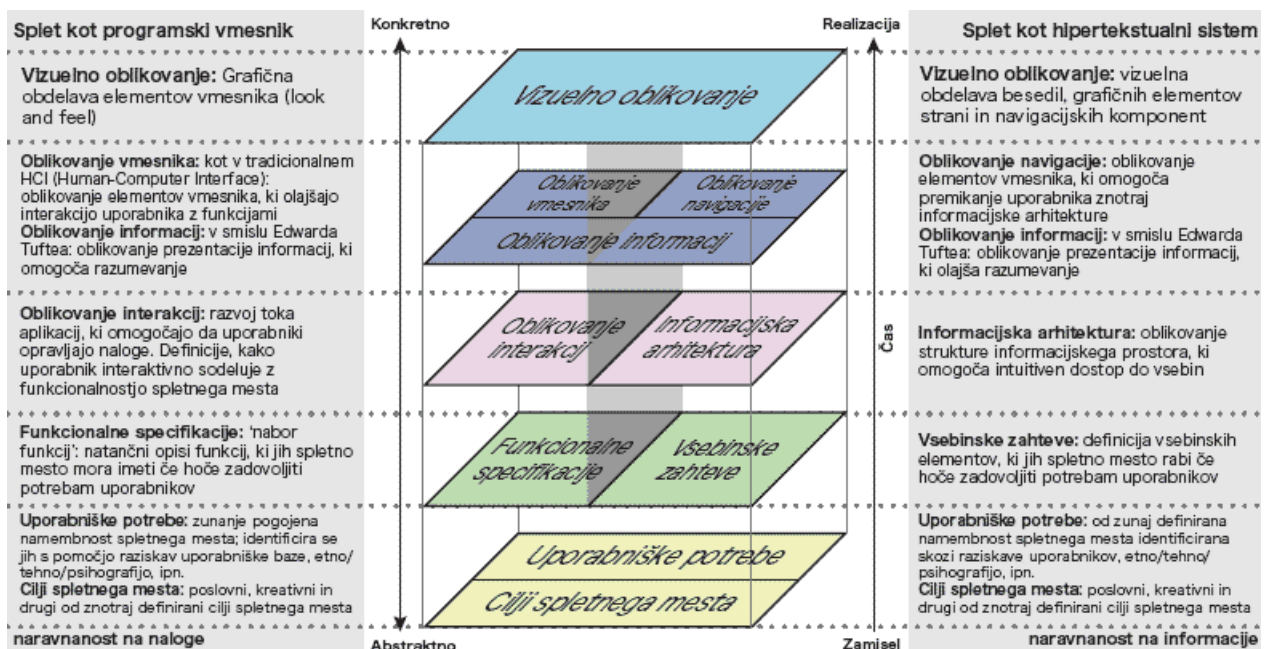 Splet kot programski vmesnik
Vizuelno oblikovanje: Grafična
obdelava elementov vmesnika (look
and feel)
Oblikovanje vmesnika: kot v tradicionalnem
HCI (Human-Computer Interface):
oblikovanje elementov vmesnika, ki olajšajo
interakcijo uporabnika z funkcijami
Oblikovanje informacij: v smislu Edwarda
Tuftea: oblikovanje prezentacije informacij, ki
omogoča razumevanje
Oblikovanje interakcij: razvoj toka
aplikacij, ki omogočajo da uporabniki
opravljajo naloge. Definicije, kako
uporabnik interaktivno sodeluje z
funkcionalnostjo spletnega mesta
Funkcionalne specifikacije: 'nabor
funkcij': natančni opisi funkcij, ki jih spletno
mesto mora imeti če hoče zadovoljiti
potrebam uporabnikov
Uporabniške potrebe: zunanje pogojena
namembnost spletnega mesta; identificira se
jih s pomočjo raziskav uporabniške baze, etno/
tehno/psihografijo, ipn.
Cilji spletnega mesta: poslovni, kreativni in
drugi od znotraj definirani cilji spletnega mesta
naravnanost na naloge
Konkretno
Realizacija
Vizuelno oblikovanje
Oblikovanje
vmesnika
Oblikovanje
navigacije
Oblikovanje informacij
Oblikovanje
interakcij
Informacijska
arhitektura
Čas
Funkcionalne
specifikacije
Vsebinske
zahteve
Uporabniške potrebe
Cilji spletnega mesta
Abstraktno
Zamisel
Splet kot hipertekstualni sistem
Vizuelno oblikovanje: vizuelna
obdelava besedil, grafičnih elementov
strani in navigacijskih komponent
Oblikovanje navigacije: oblikovanje
elementov vmesnika, ki omogoča
premikanje uporabnika znotraj
informacijske arhitekture
Oblikovanje informacij: v smislu Edwarda
Tuftea: oblikovanje prezentacije informacij,
ki olajša razumevanje
Informacijska arhitektura: oblikovanje
strukture informacijskega prostora, ki
omogoča intuitiven dostop do vsebin
Vsebinske zahteve: definicija vsebinskih
elementov, ki jih spletno mesto rabi če
hoče zadovoljiti potrebam uporabnikov
Uporabniške potrebe: od zunaj definirana
namembnost spletnega mesta identificirana
skozi raziskave uporabnikov, etno/tehno/
psihografijo, ipn.
Cilji spletnega mesta: poslovni, kreativni in
drugi od znotraj definirani cilji spletnega mesta
naravnanost na informacije